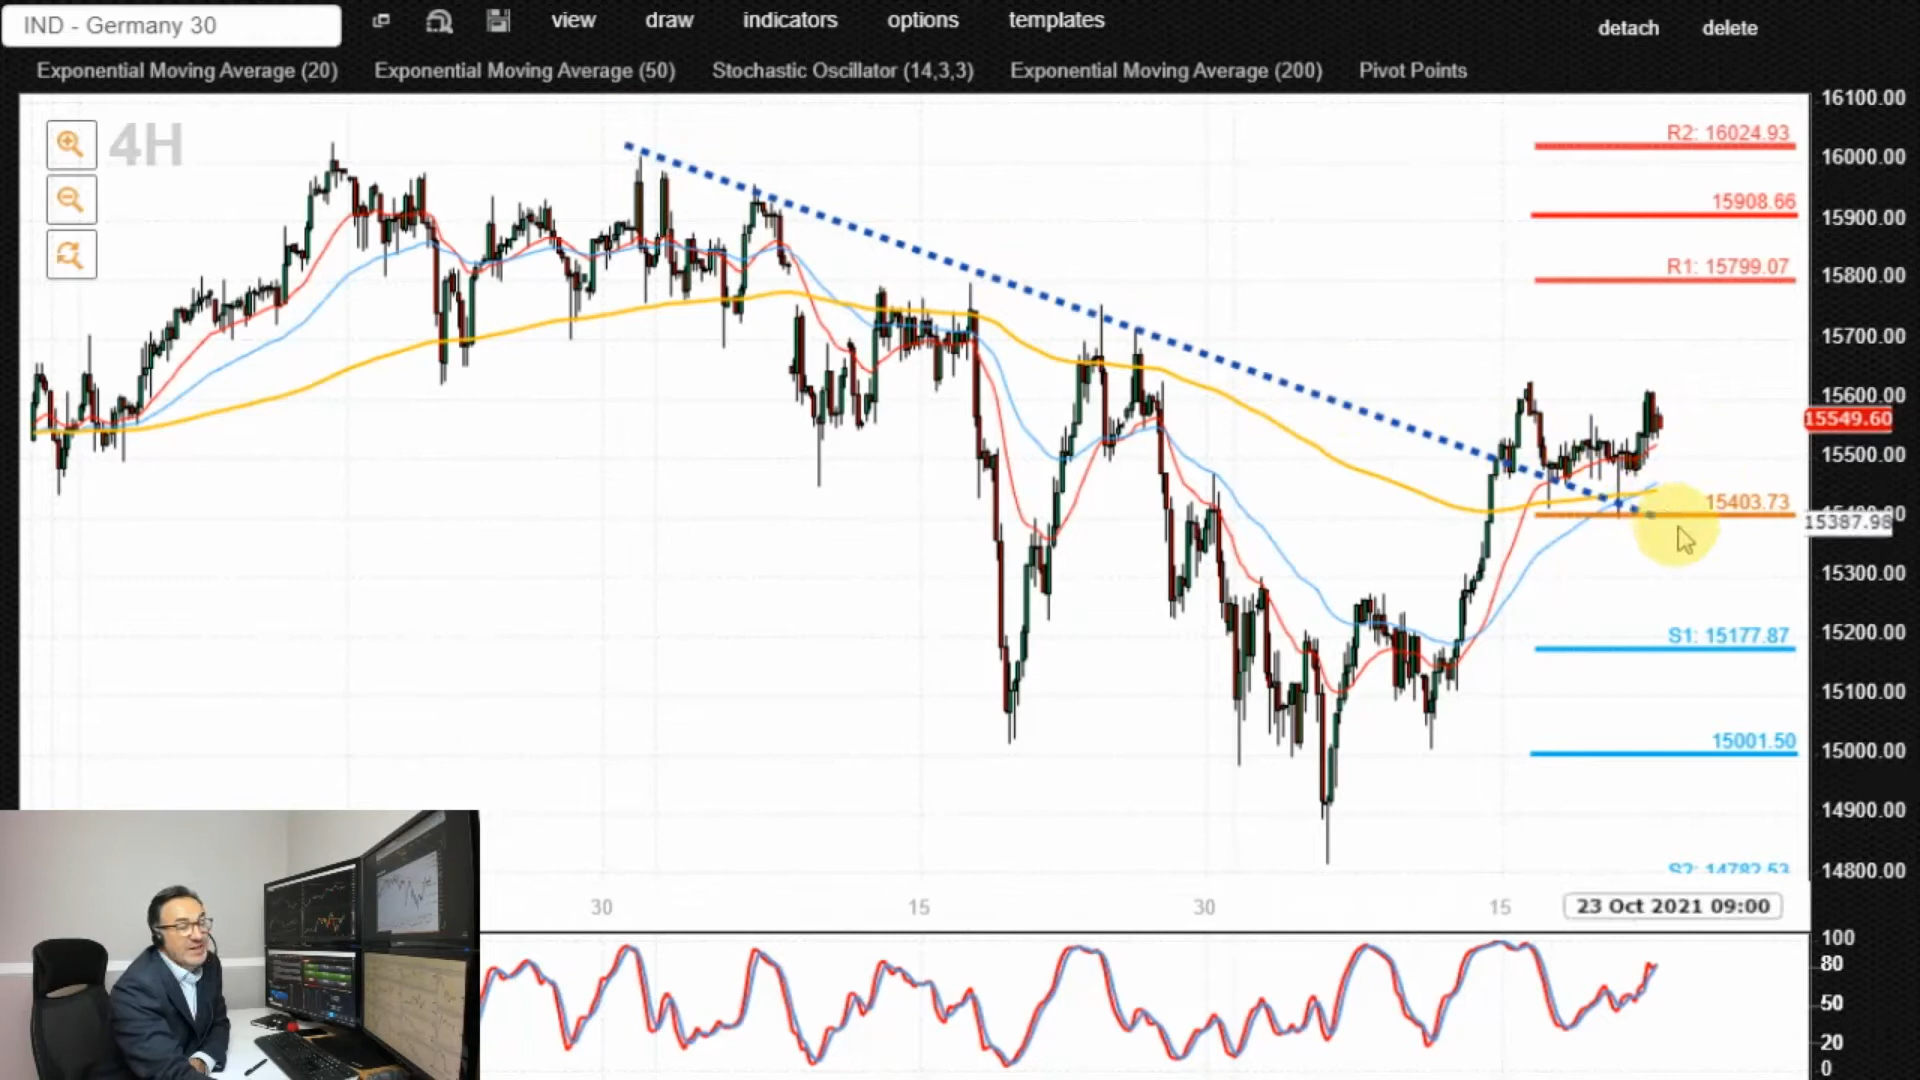 IND - Germany 30
view draw indicators options templates
detach delete
Exponential Moving Average (20) Exponential Moving Average (50) Stochastic Oscillator (14,3,3) Exponential Moving Average (200) Pivot Points
4H
16100.00
R2: 16024.93
16000.00
15908.66
15900.00
R1: 15799.07
15800.00
15700.00
15600.00
15549.60
15500.00
15403.73
15387.98
15300.00
S1: 15177.87
15200.00
15100.00
15001.50
15000.00
14900.00
S2: 14782.53
14800.00
30 15 30 15 23 Oct 2021 09:00
100
80
50
20
0